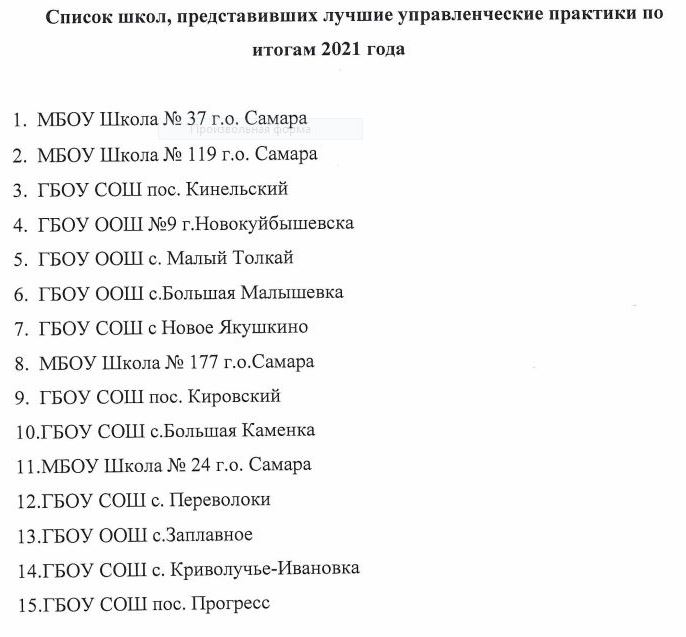 Список школ, представивших лучшие управленческие практики по
итогам 2021 года
1. МБОУ Школа № 37 г.о. Самара
Произвольная форма
2. МБОУ Школа № 119 г.о. Самара
3. ГБОУ СОШ пос. Кинельский
4. ГБОУ ООШ №9 г.Новокуйбышевска
5. ГБОУ ООШ с. Малый Толкай
6. ГБОУ ООШ с.Большая Малышевка
7. ГБОУ СОШ с Новое Якушкино
8. МБОУ Школа № 177 г.о.Самара
9. ГБОУ СОШ пос. Кировский
10.ГБОУ СОШ с.Большая Каменка
11.МБОУ Школа № 24 г.о. Самара
12.ГБОУ СОШ с. Переволоки
13.ГБОУ ООШ с.Заплавное
14.ГБОУ СОШ с. Криволучье-Ивановка
15.ГБОУ СОШ пос. Прогресс